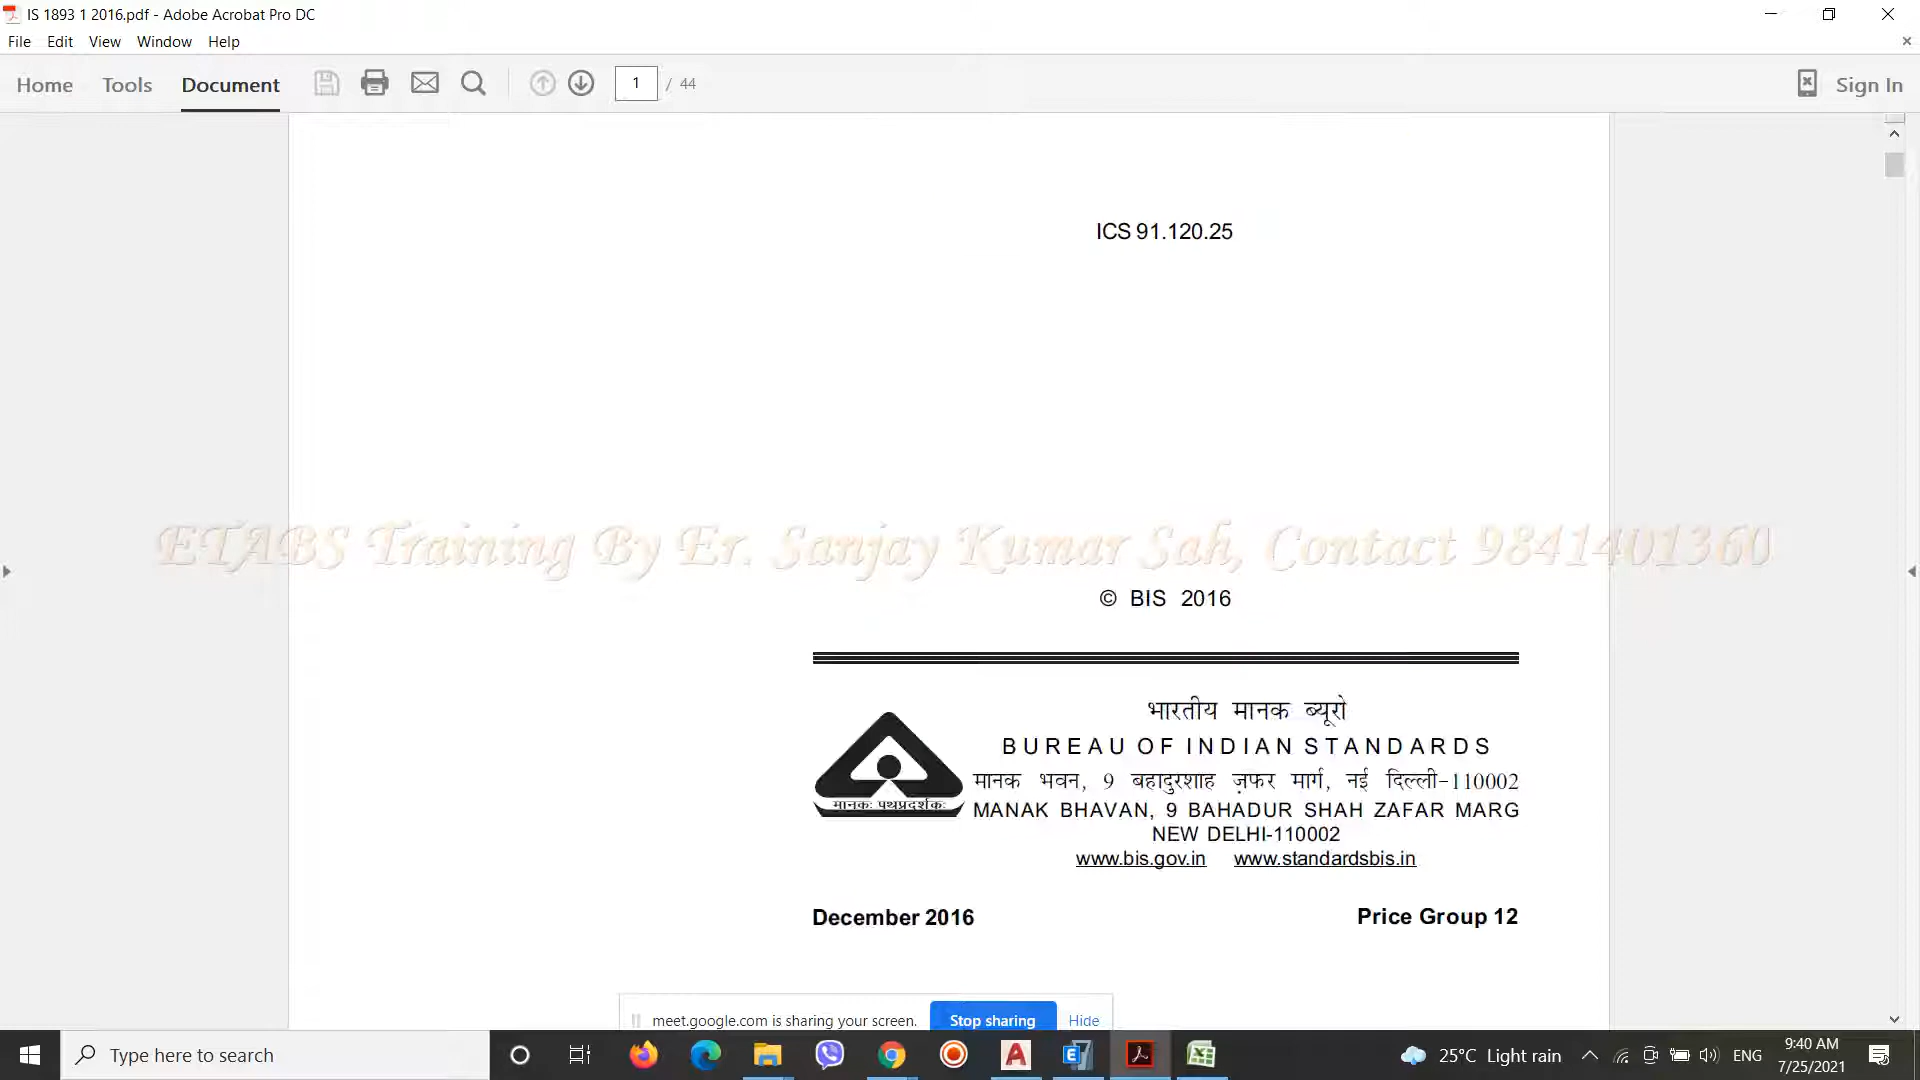 IS 1893 1 2016.pdf - Adobe Acrobat Pro DC
File Edit View Window Help
Home Tools Document 1 / 44 Sign In
ICS 91.120.25
ETABS Training By Er. Sanjay Kumar Sah, Contact 9841401360
© BIS 2016
भारतीय मानक ब्यूरो
BUREAU OF INDIAN STANDARDS
मानक भवन, 9 बहादुरशाह ज़फर मार्ग, नई दिल्ली-110002
मानकः पथप्रदर्शकः
MANAK BHAVAN, 9 BAHADUR SHAH ZAFAR MARG
NEW DELHI-110002
www.bis.gov.in www.standardsbis.in
December 2016 Price Group 12
meet.google.com is sharing your screen. Stop sharing Hide
Type here to search 25°C Light rain ENG 9:40 AM
7/25/2021